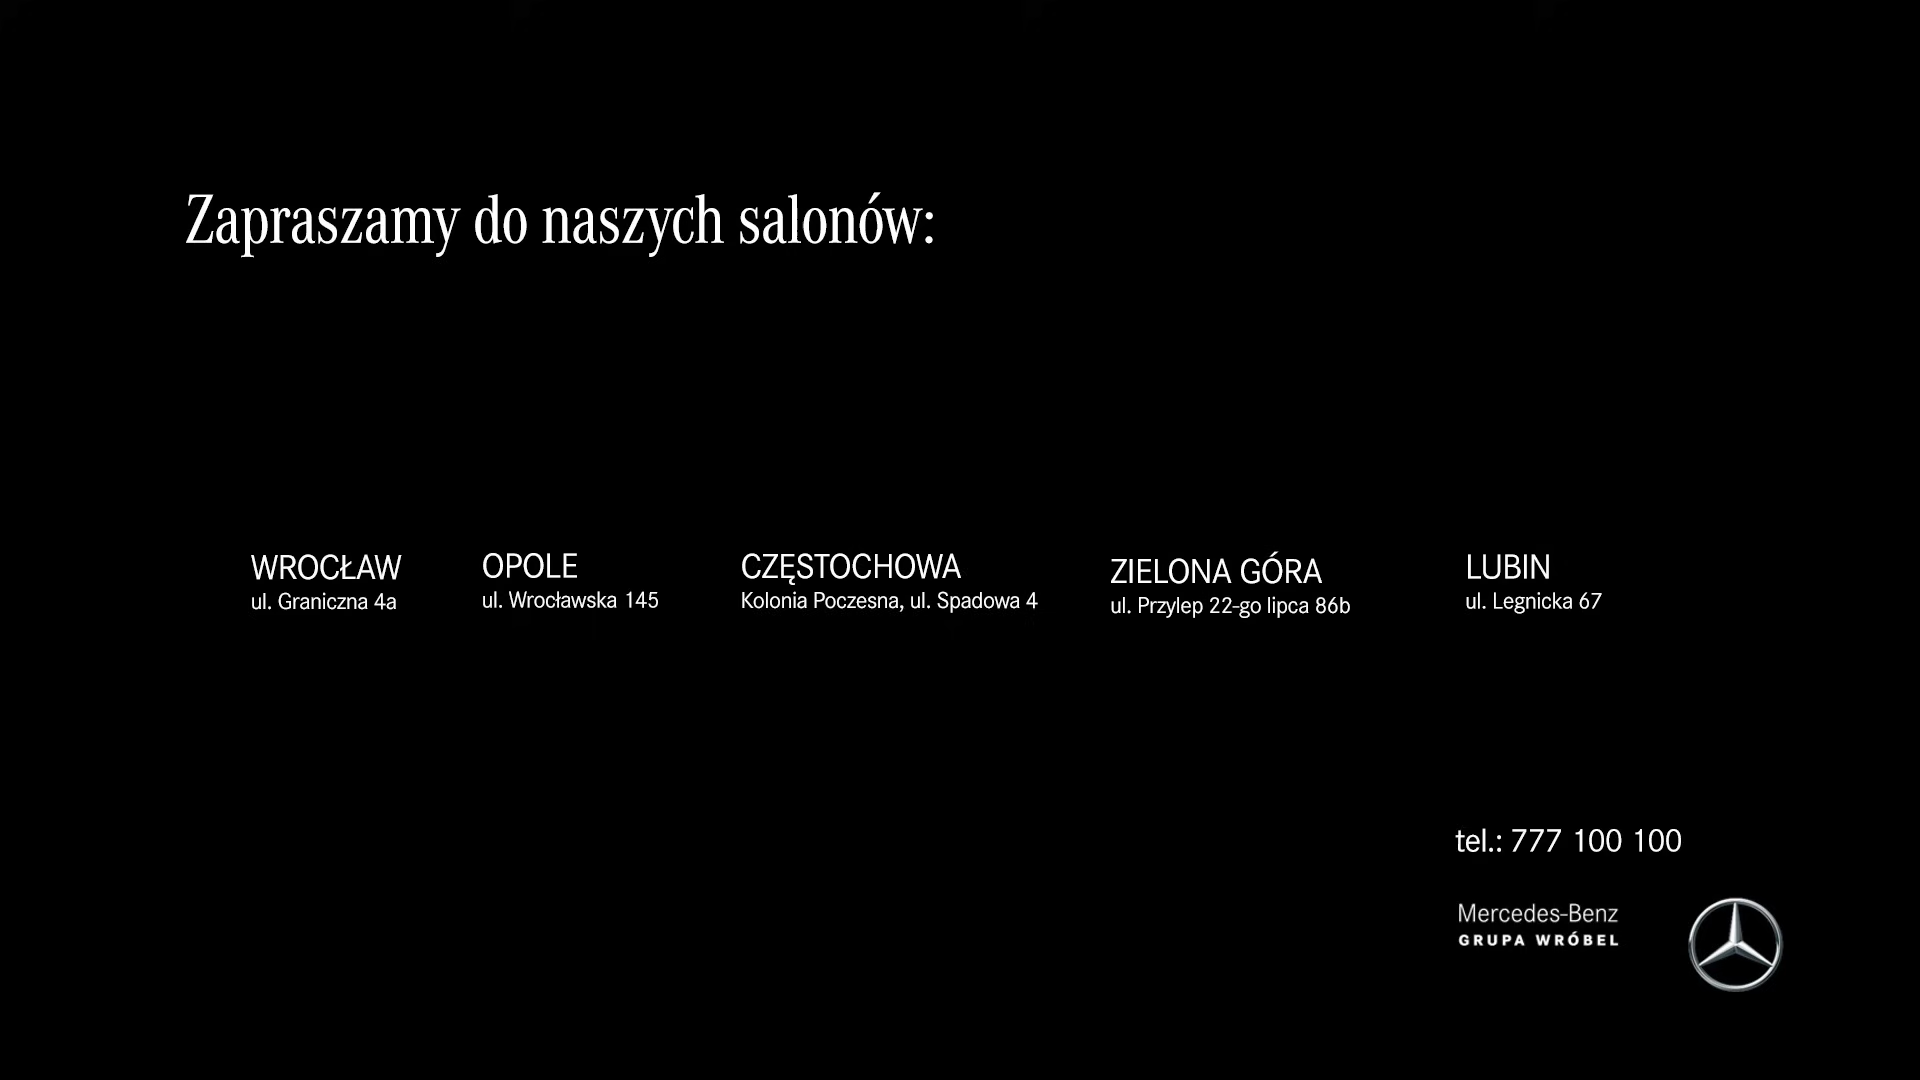 Zapraszamy do naszych salonów:
WROCŁAW
ul. Graniczna 4a
OPOLE
ul. Wrocławska 145
CZĘSTOCHOWA
Kolonia Poczesna, ul. Spadowa 4
ZIELONA GÓRA
ul. Przylep 22-go lipca 86b
LUBIN
ul. Legnicka 67
tel.: 777 100 100
Mercedes-Benz
GRUPA WRÓBEL